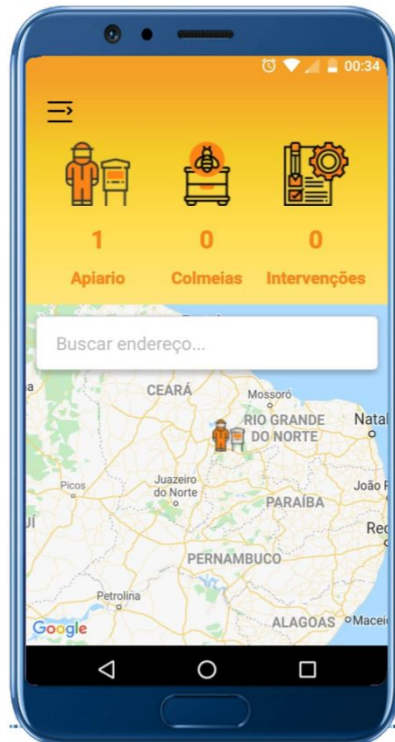 00:34
1 0 0
Apiario Colmeias Intervenções
Buscar endereço...
CEARÁ
Mossoró
RIO GRANDE
DO NORTE
Natal
Picos
Juazeiro
do Norte
João P
PARAÍBA
Rec
PERNAMBUCO
Petrolina
ALAGOAS
Macei
Google